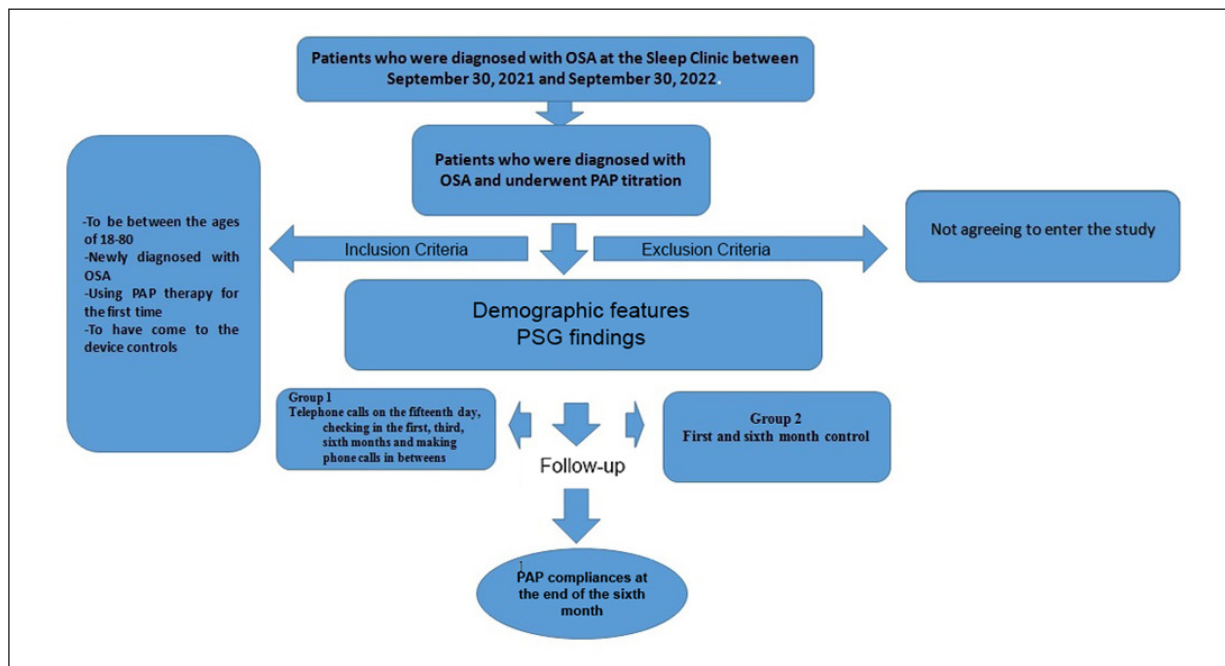 Patients who were diagnosed with OSA at the Sleep Clinic between
September 30, 2021 and September 30, 2022.
Patients who were diagnosed with
OSA and underwent PAP titration
Inclusion Criteria
Exclusion Criteria
-To be between the ages
of 18-80
-Newly diagnosed with
OSA
-Using PAP therapy for
the first time
-To have come to the
device controls
Not agreeing to enter the study
Demographic features
PSG findings
Group 1
Telephone calls on the fifteenth day,
checking in the first, third,
sixth months and making
phone calls in betweens
Group 2
First and sixth month control
Follow-up
PAP compliances at
the end of the sixth
month